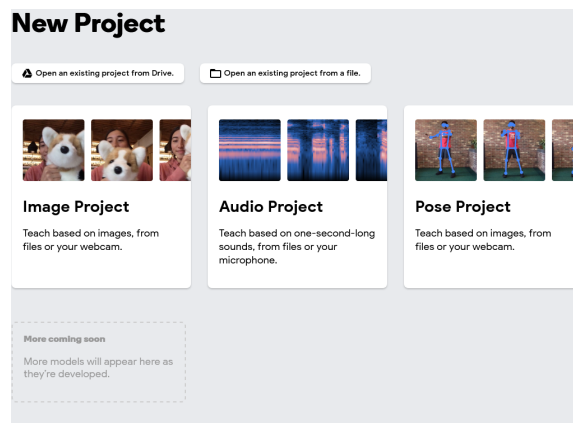 New Project
Open an existing project from Drive.
Open an existing project from a file.
Image Project
Teach based on images, from
files or your webcam.
Audio Project
Teach based on one-second-long
sounds, from files or your
microphone.
Pose Project
Teach based on images, from
files or your webcam.
More coming soon
More models will appear here as
they're developed.